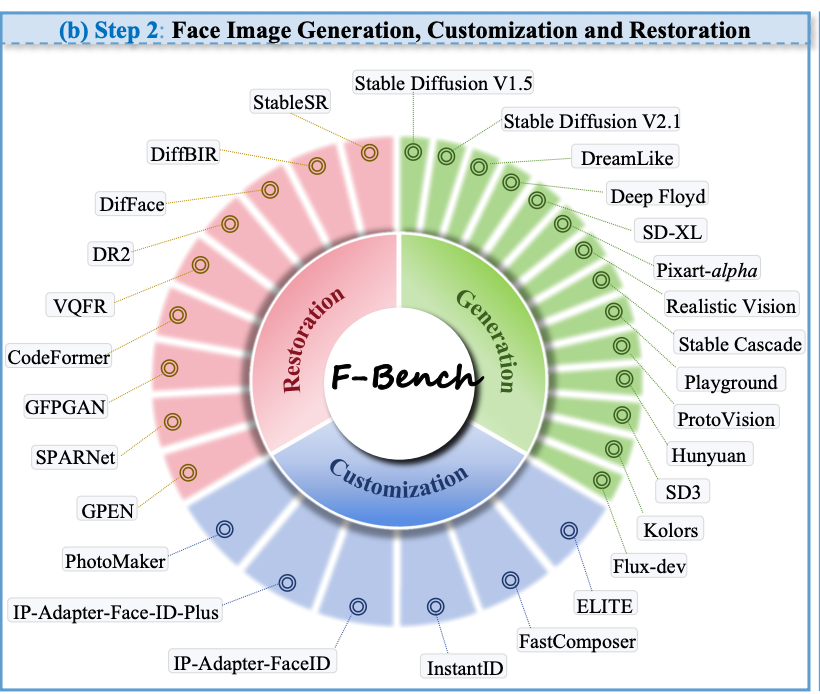 (b) Step 2: Face Image Generation, Customization and Restoration
Stable Diffusion V1.5
StableSR
Stable Diffusion V2.1
DiffBIR
DreamLike
Deep Floyd
DifFace
SD-XL
DR2
Pixart-alpha
VQFR
Realistic Vision
Stable Cascade
CodeFormer
Playground
GFPGAN
ProtoVision
SPARNet
Hunyuan
SD3
GPEN
Kolors
PhotoMaker
Flux-dev
IP-Adapter-Face-ID-Plus
ELITE
FastComposer
IP-Adapter-FaceID
InstantID
Restoration
Generation
F-Bench
Customization